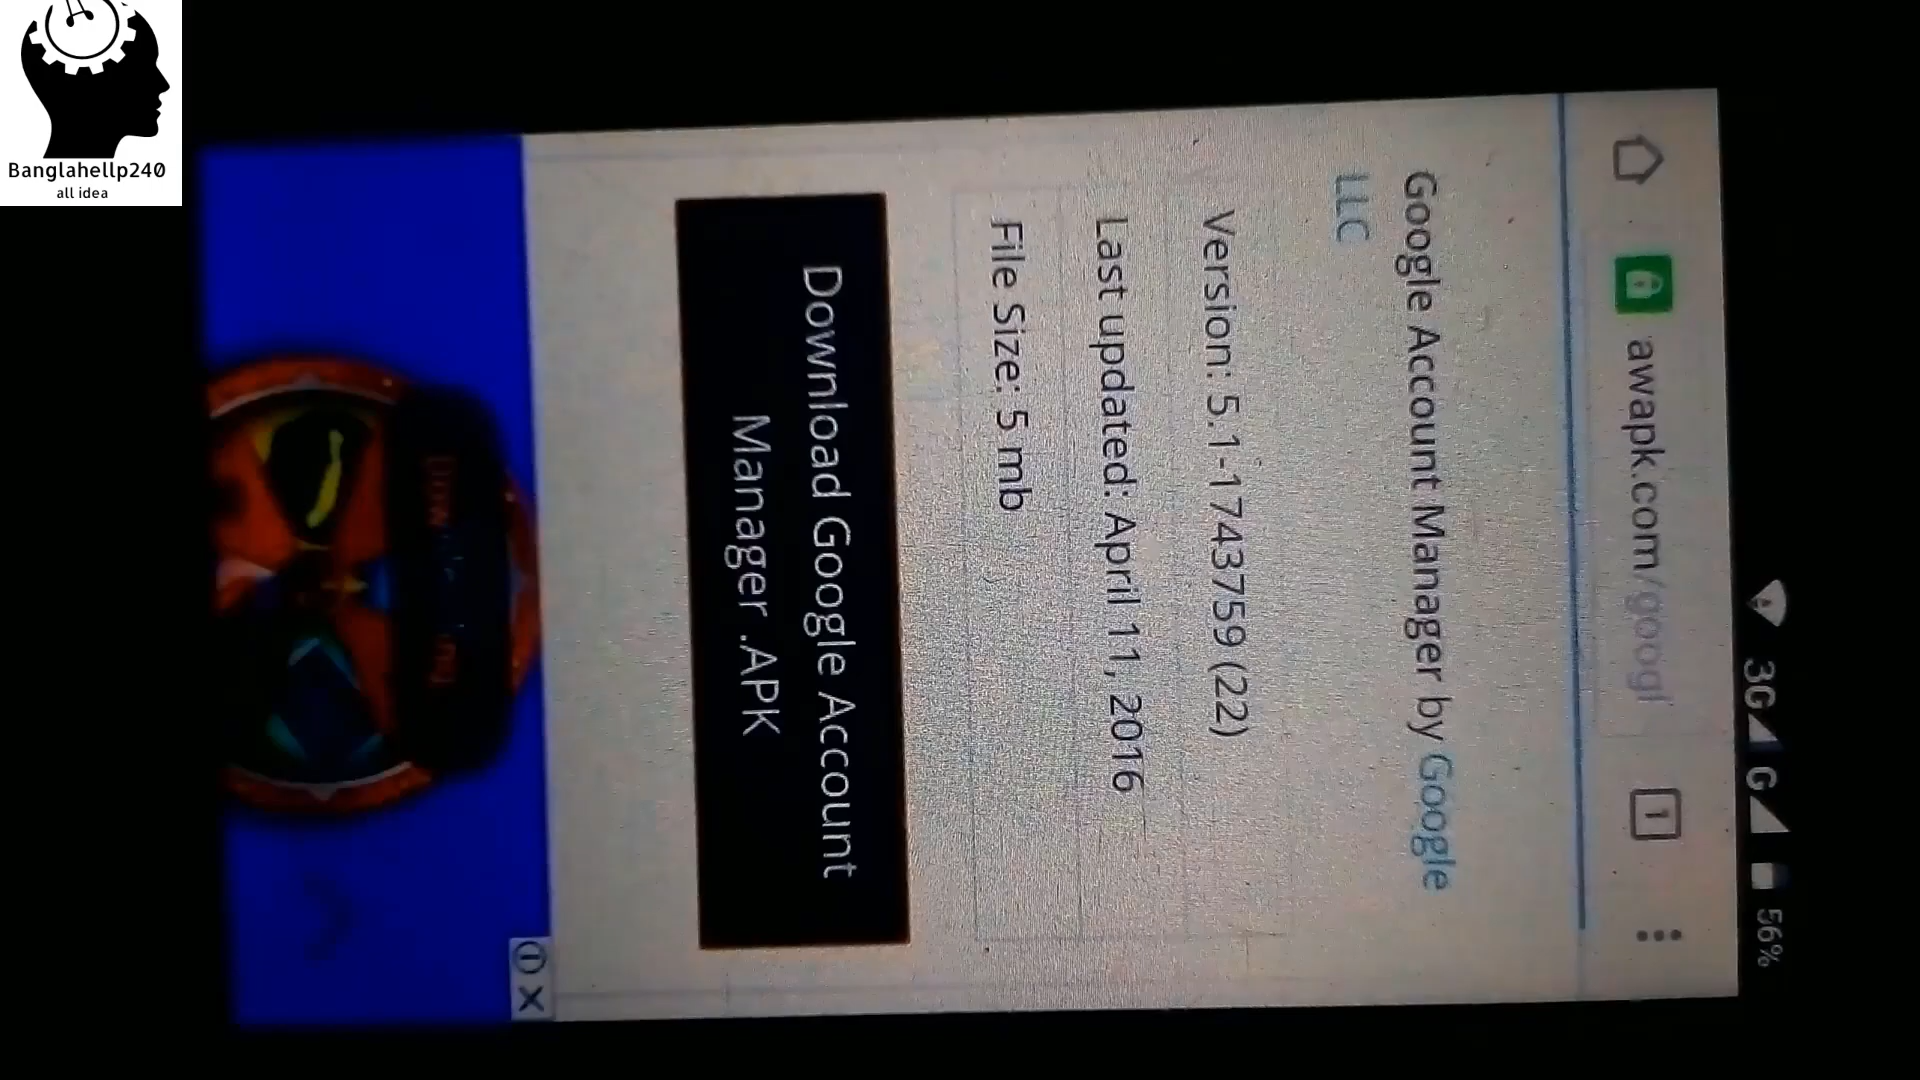 Banglahellp240
all idea
3G G 56%
awapk.com/googl
1
Google Account Manager by Google
LLC
Version: 5.1-1743759 (22)
Last updated: April 11, 2016
File Size: 5 mb
Download Google Account
Manager .APK